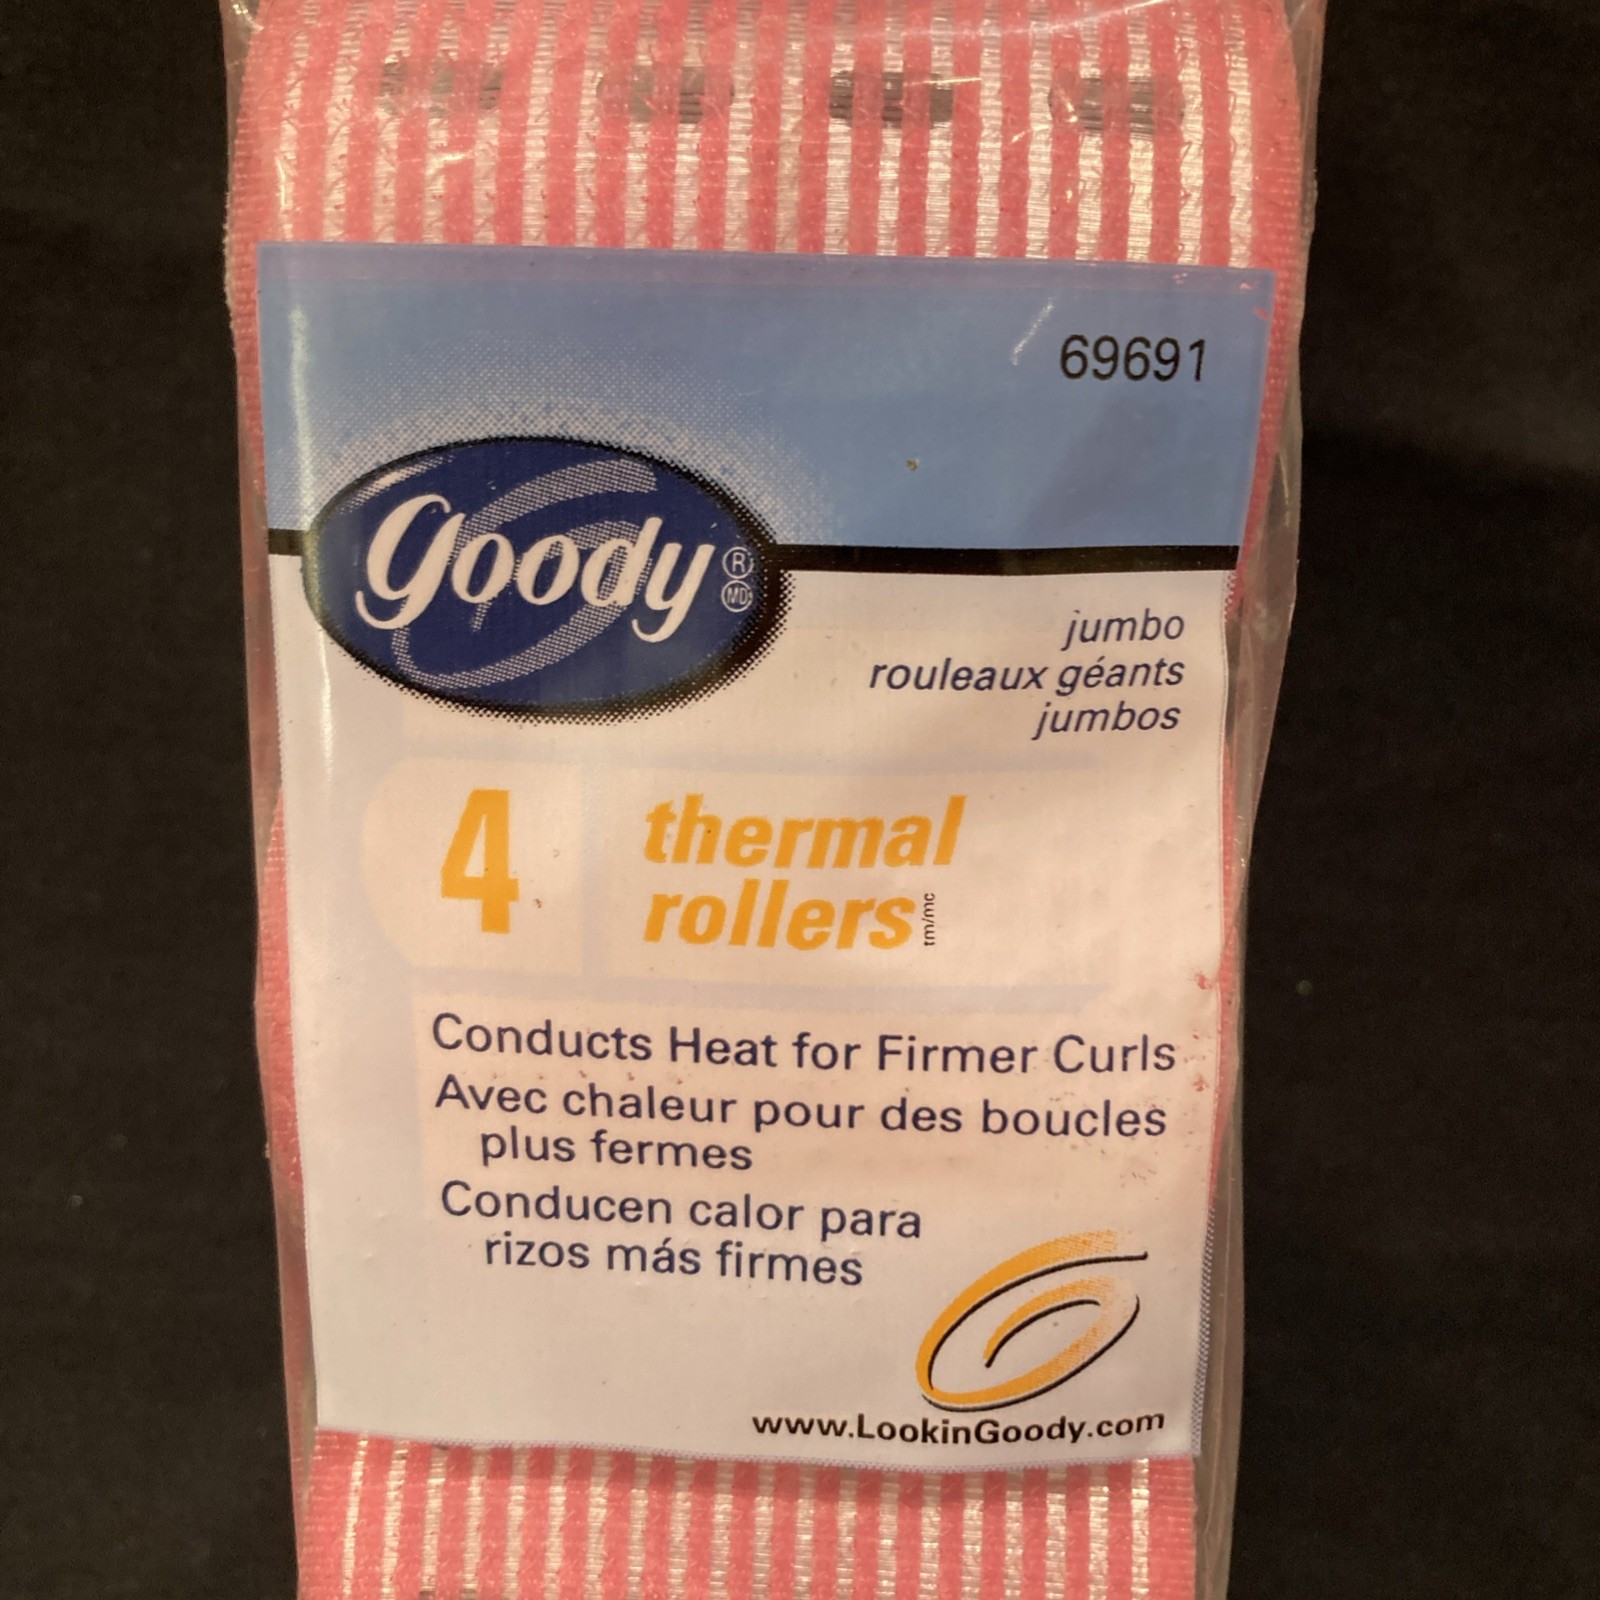 69691
goody ® MD
jumbo
rouleaux géants
jumbos
4
thermal
rollers tm/mc
Conducts Heat for Firmer Curls
Avec chaleur pour des boucles
plus fermes
Conducen calor para
rizos más firmes
www.LookinGoody.com